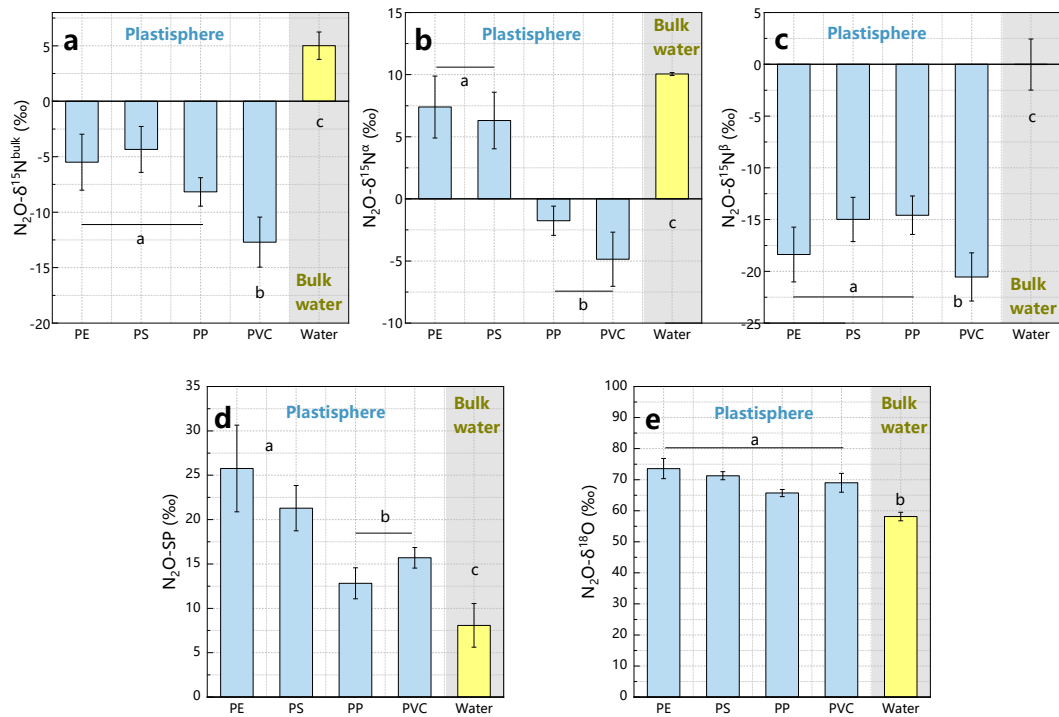 a
Plastisphere
Bulk
water
N₂O-δ¹⁵Nᵇᵘˡᵏ (‰)
5
0
-5
-10
-15
-20
a
b
c
PE
PS
PP
PVC
Water
b
Plastisphere
Bulk
water
N₂O-δ¹⁵Nᵅ (‰)
15
10
5
0
-5
-10
a
b
c
PE
PS
PP
PVC
Water
c
Plastisphere
Bulk
water
N₂O-δ¹⁵Nᵝ (‰)
5
0
-5
-10
-15
-20
-25
a
b
c
PE
PS
PP
PVC
Water
d
Plastisphere
Bulk
water
N₂O-SP (‰)
35
30
25
20
15
10
5
0
a
b
c
PE
PS
PP
PVC
Water
e
Plastisphere
Bulk
water
N₂O-δ¹⁸O (‰)
100
90
80
70
60
50
40
30
20
10
0
a
b
PE
PS
PP
PVC
Water